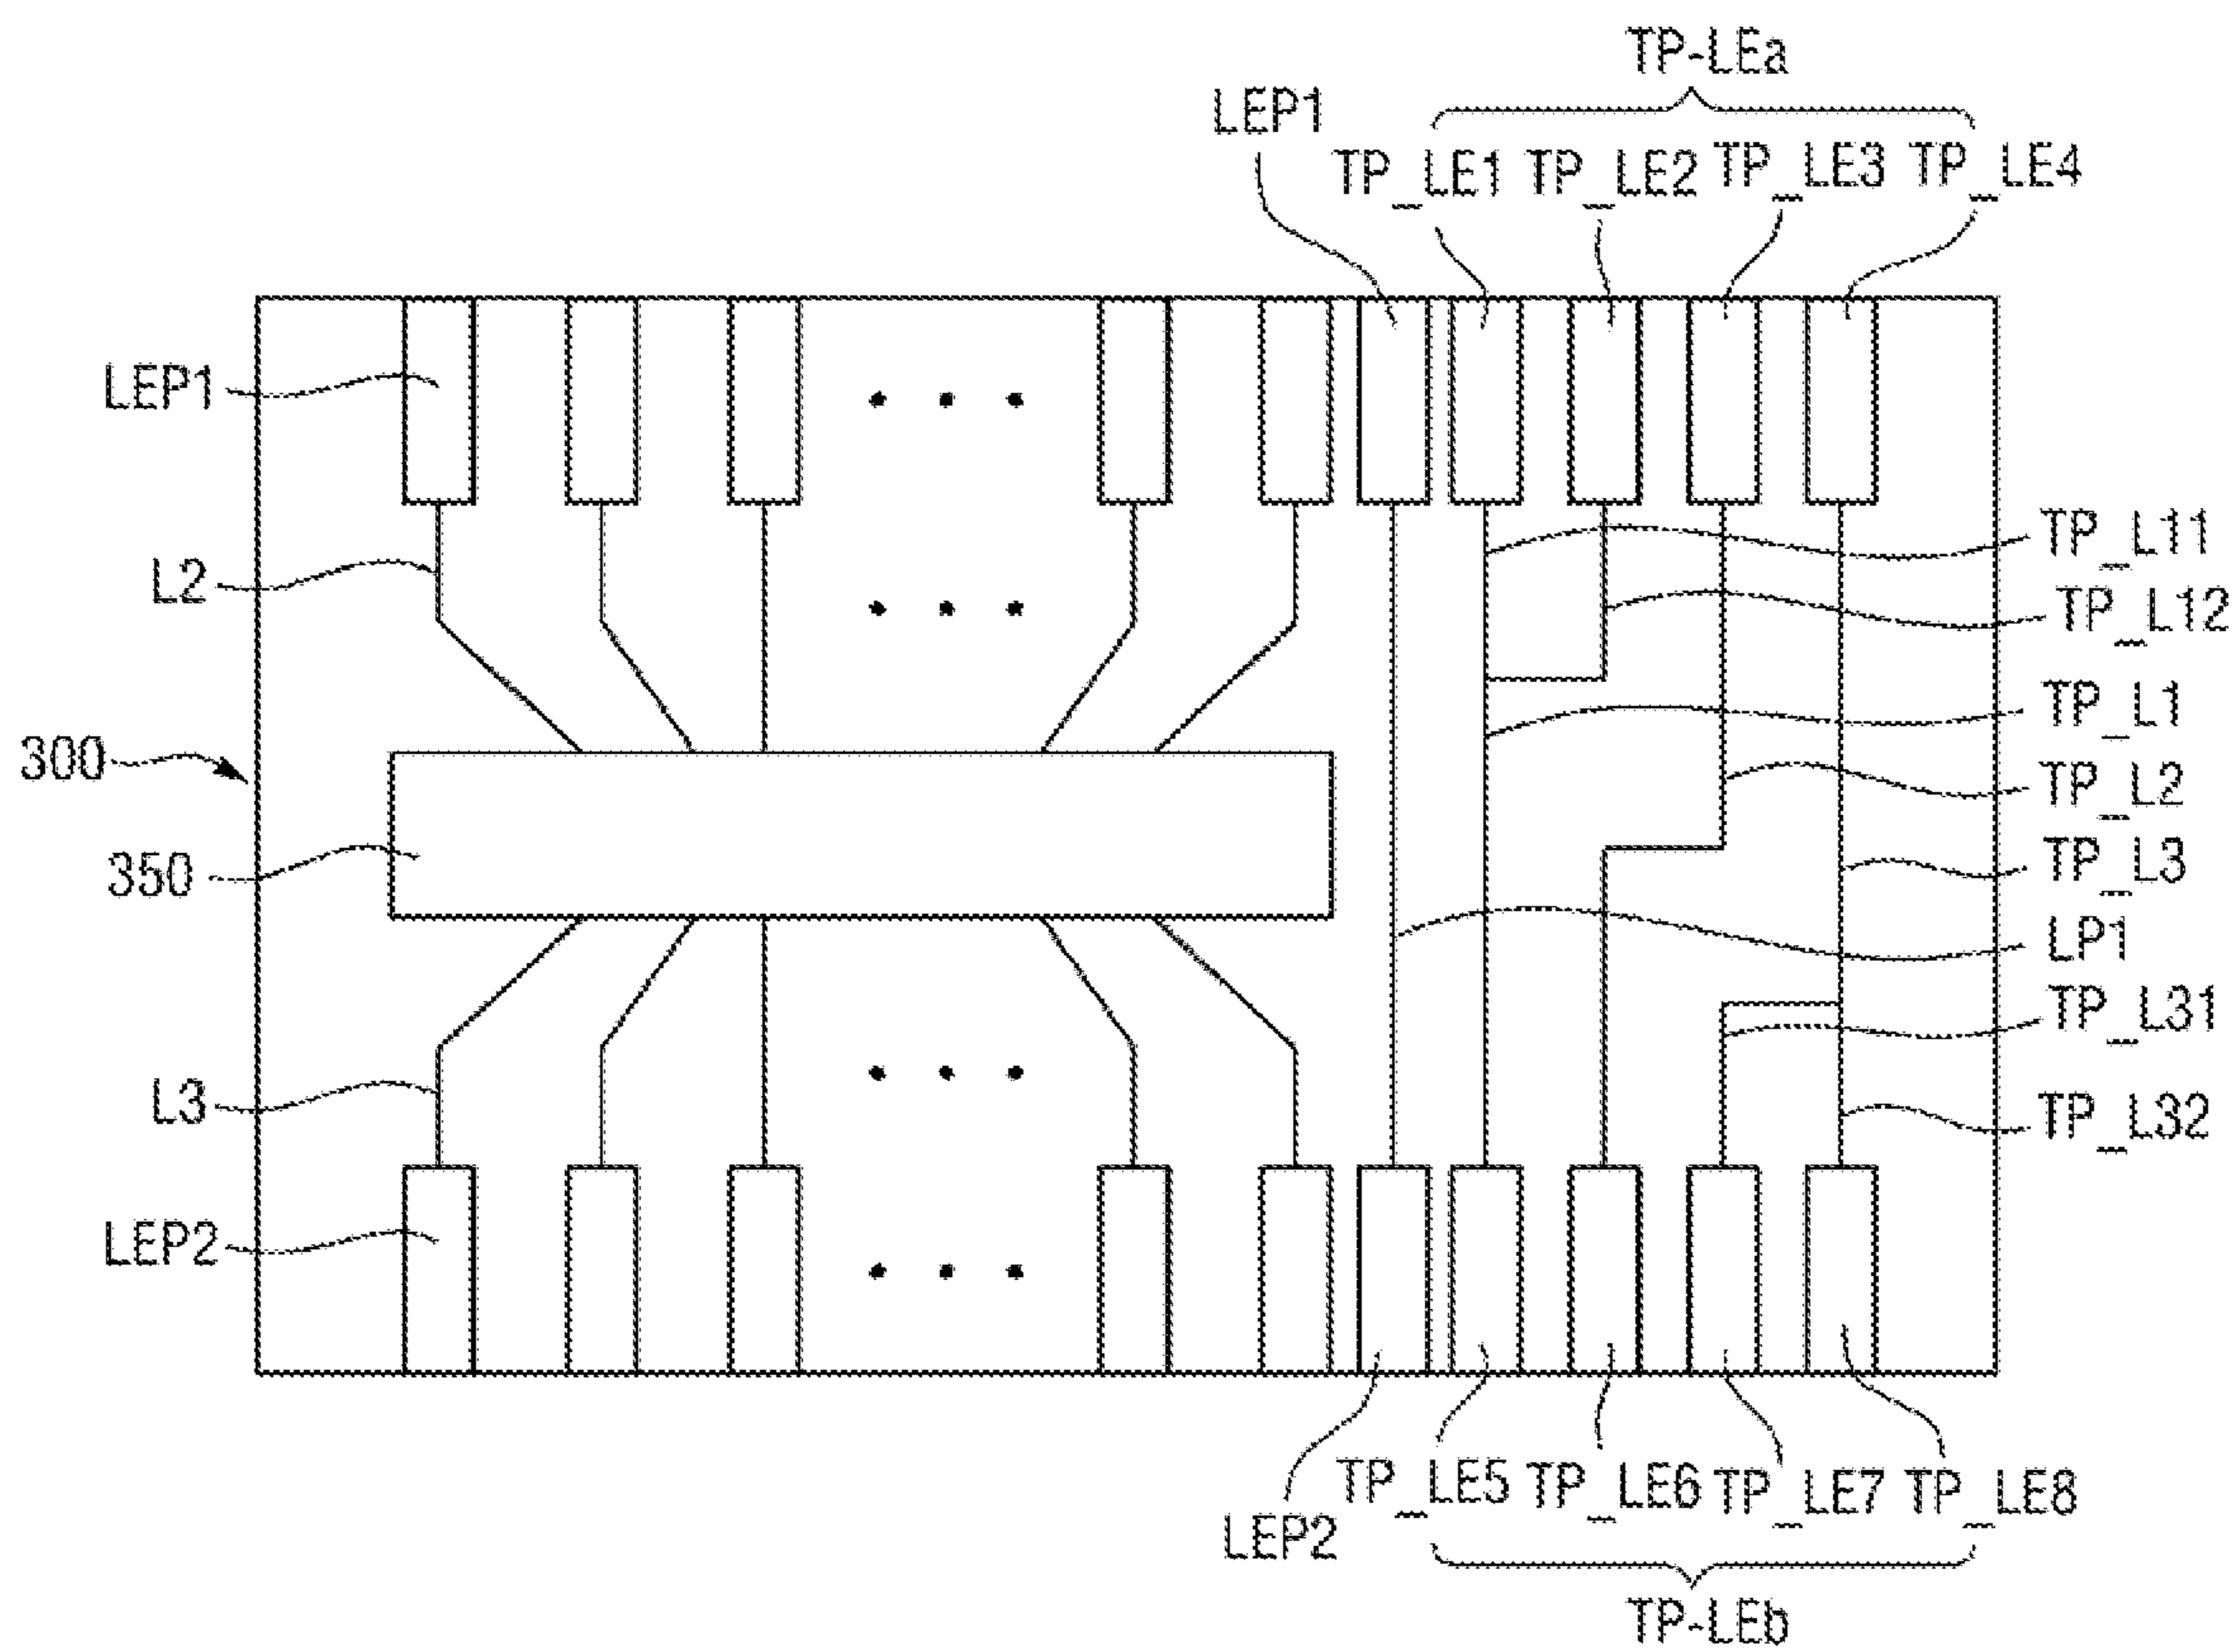 TP-LEa
LEP1
TP_LE1 TP_LE2 TP_LE3 TP_LE4
LEP1
TP_L11
L2
TP_L12
TP_L1
300
TP_L2
350
TP_L3
LP1
TP_L31
L3
TP_L32
LEP2
TP_LE5 TP_LE6 TP_LE7 TP_LE8
LEP2
TP-LEb